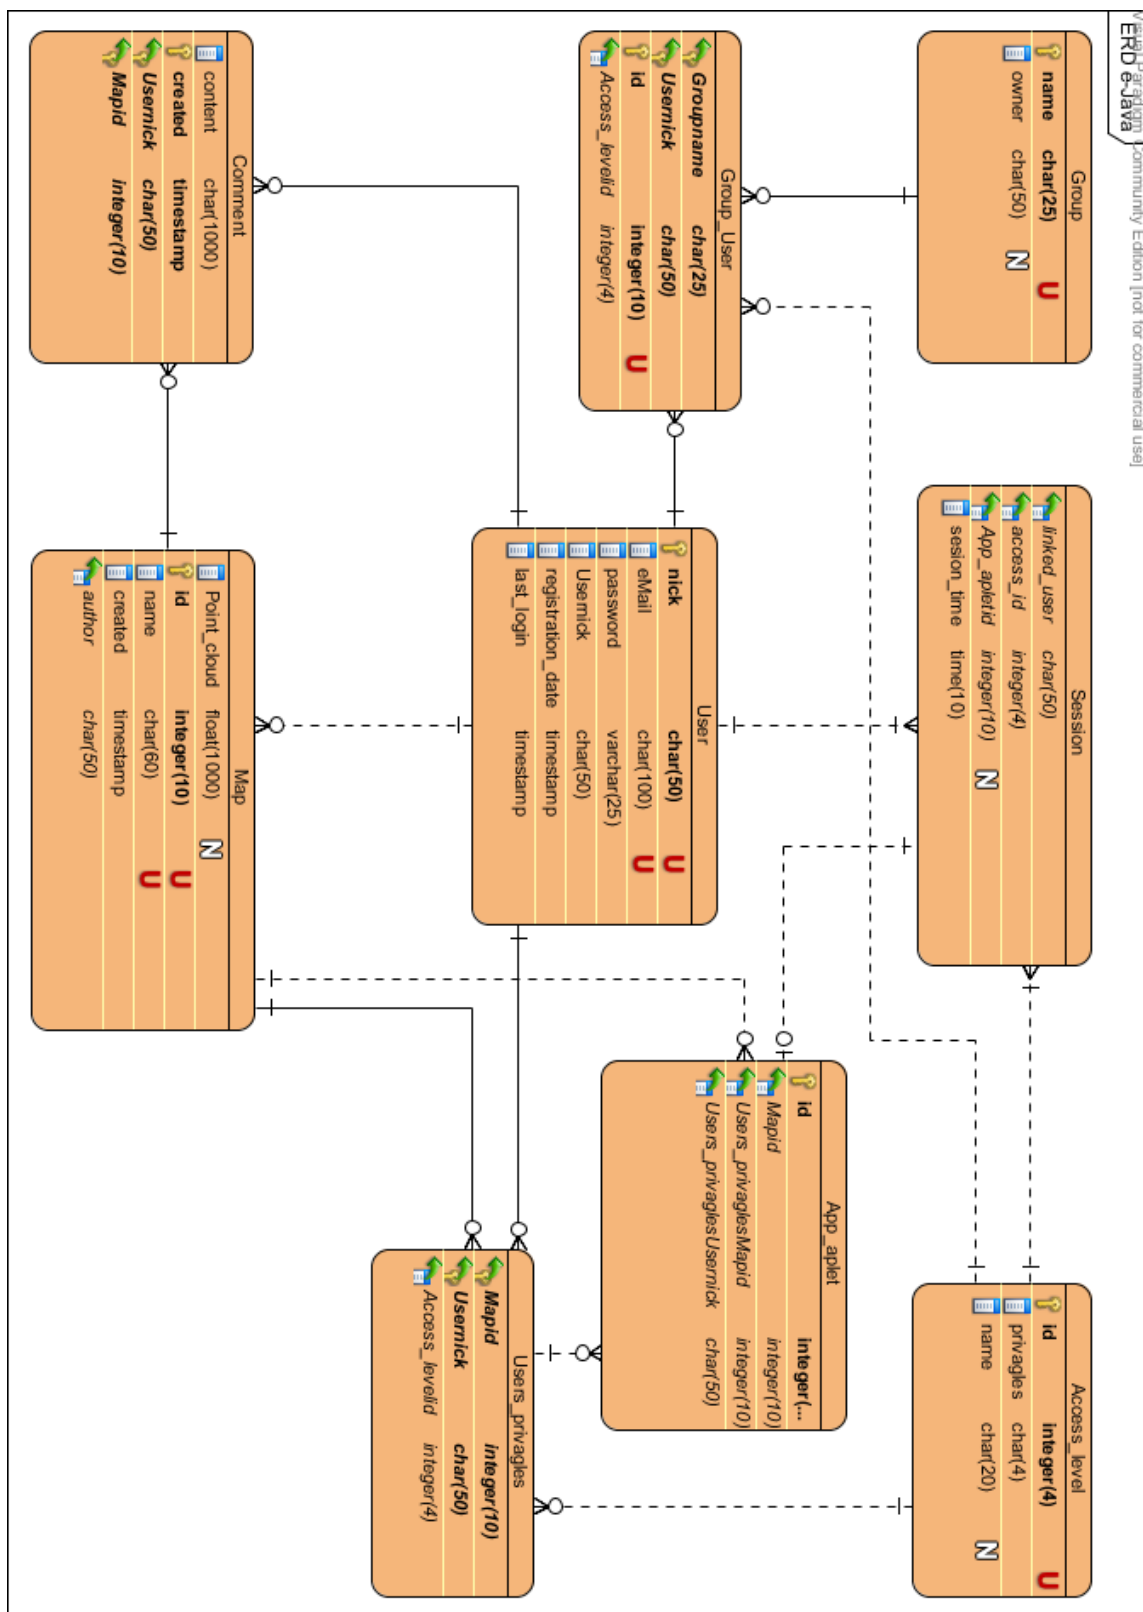 Visual Paradigm Community Edition [not for commercial use]
ERD e-Java
Group
name char(25) U
owner char(50) N
Session
linked_user char(50)
access_id integer(4)
App_apletid integer(10) N
sesion_time time(10)
Access_level
id integer(4) U
privagles char(4)
name char(20) N
Group_User
Groupname char(25)
Usernick char(50)
id integer(10) U
Access_levelid integer(4)
User
nick char(50) U
eMail char(100) U
password varchar(25)
Usernick char(50)
registration_date timestamp
last_login timestamp
App_aplet
id integer(...
Mapid integer(10)
Users_privaglesMapid integer(10)
Users_privaglesUsernick char(50)
Users_privagles
Mapid integer(10)
Usernick char(50)
Access_levelid integer(4)
Comment
content char(1000)
created timestamp
Usernick char(50)
Mapid integer(10)
Map
Point_cloud float(1000) N
id integer(10) U
name char(60) U
created timestamp
author char(50)